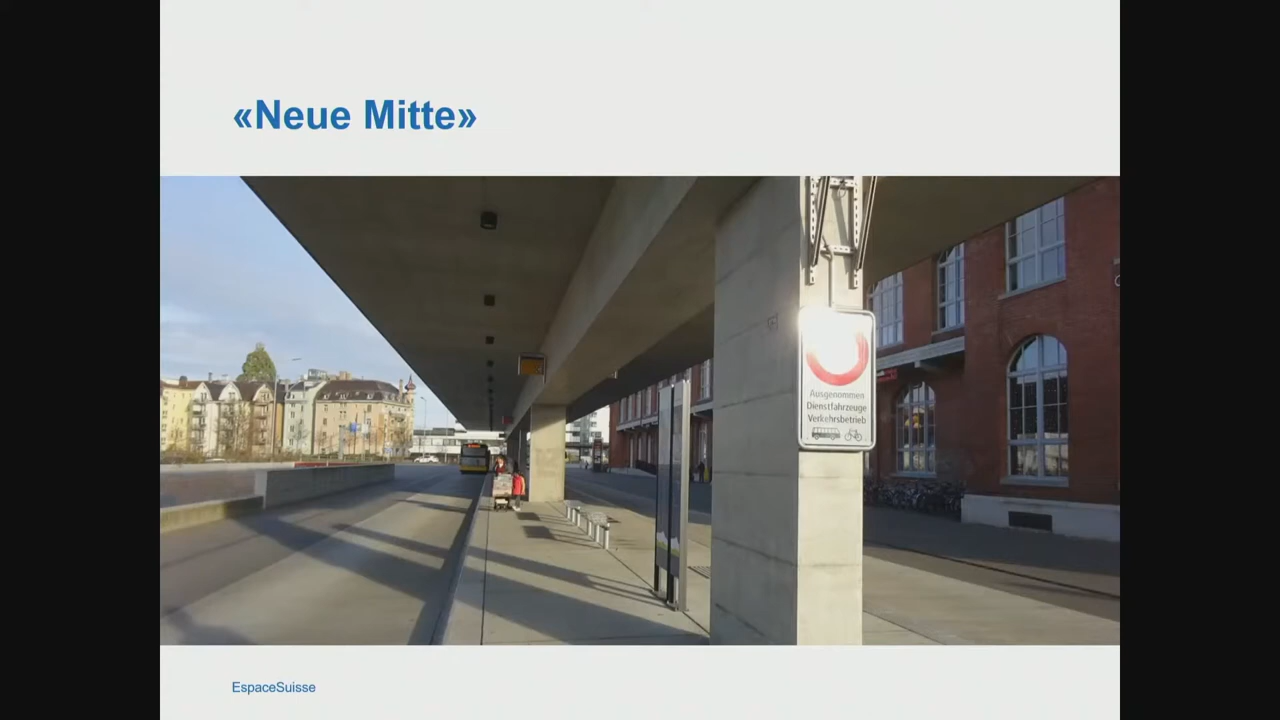 «Neue Mitte»
Ausgenommen
Dienstfahrzeuge
Verkehrsbetrieb
EspaceSuisse